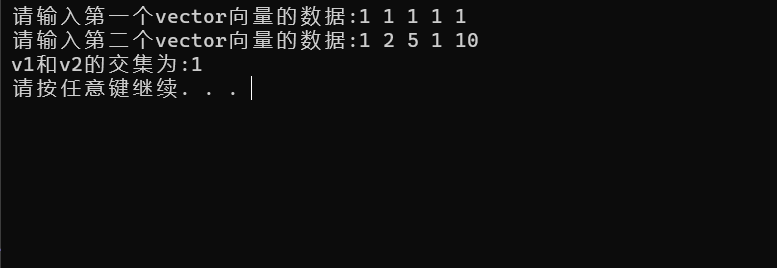 请输入第一个vector向量的数据:1 1 1 1 1
请输入第二个vector向量的数据:1 2 5 1 10
v1和v2的交集为:1
请按任意键继续. . .